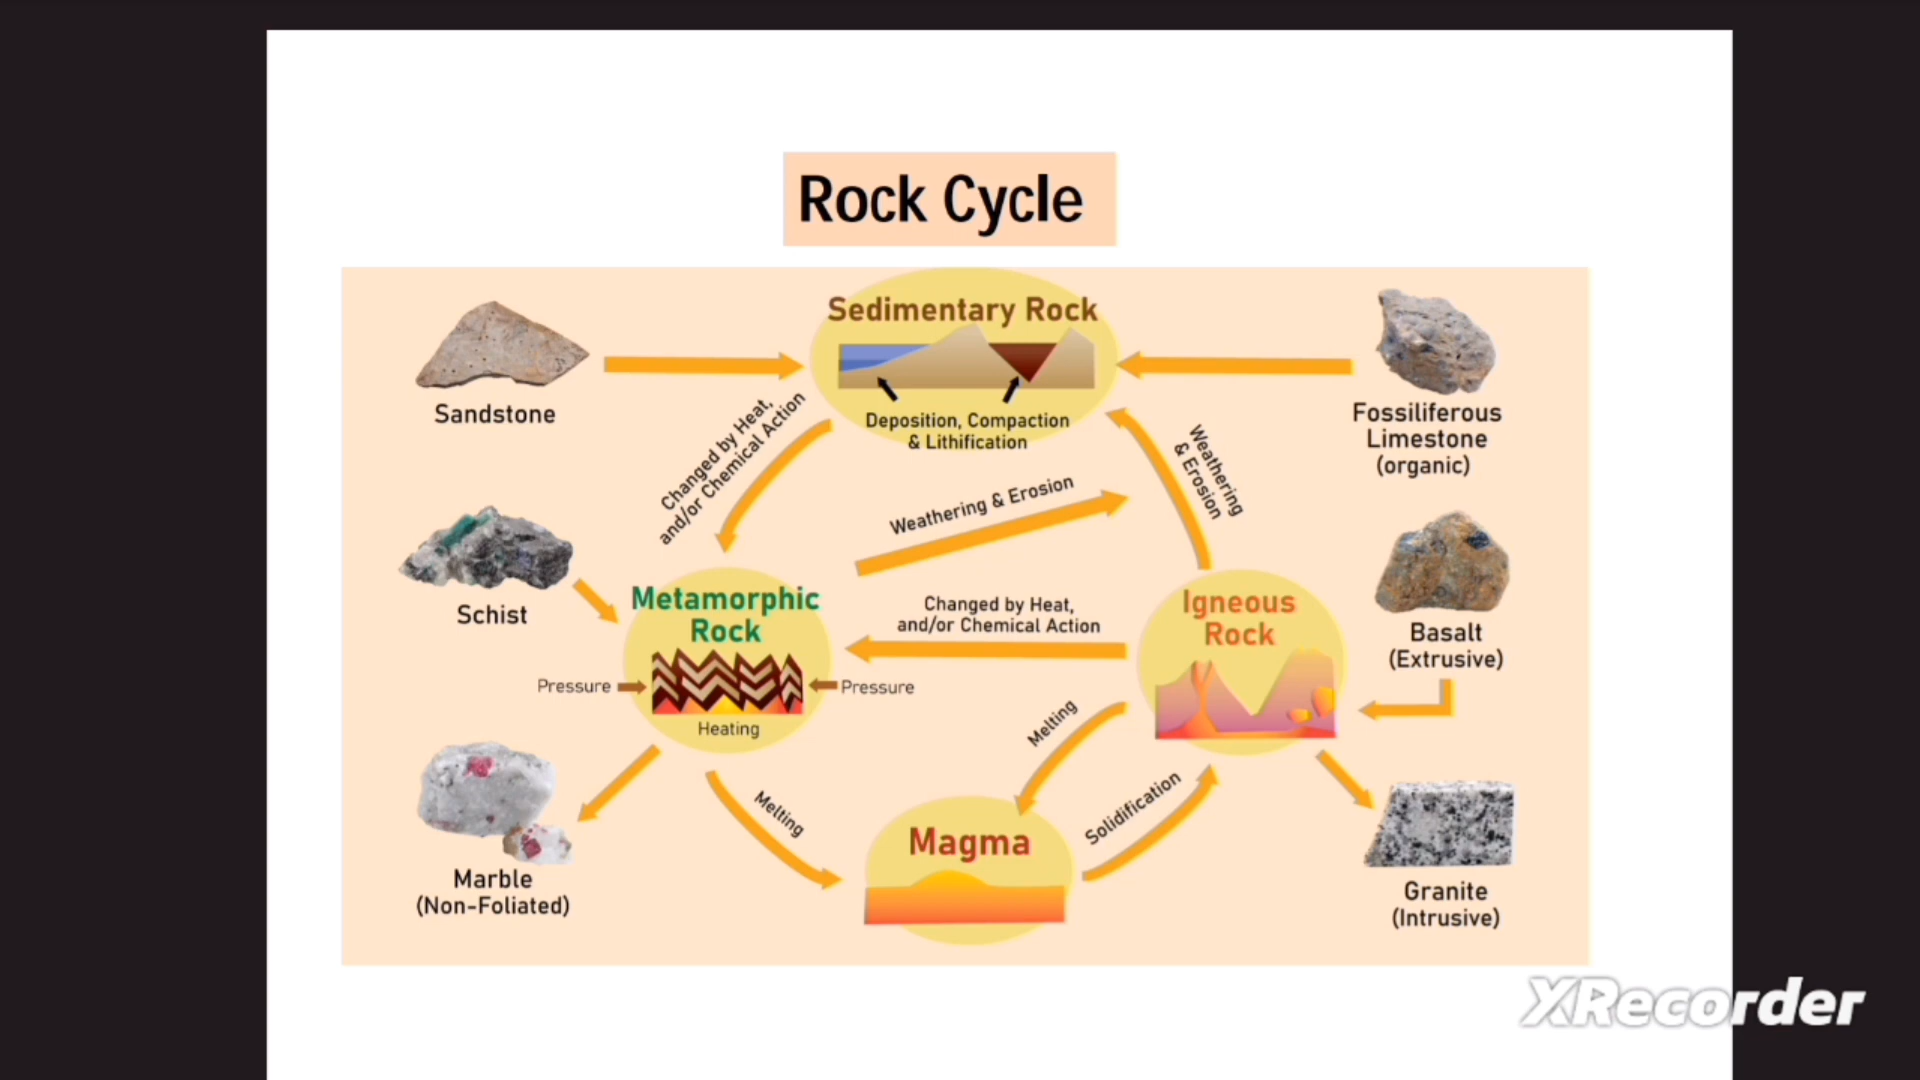 Rock Cycle
Sedimentary Rock
Deposition, Compaction
& Lithification
Sandstone
Fossiliferous
Limestone
(organic)
Changed by Heat,
and/or Chemical Action
Weathering & Erosion
Weathering
& Erosion
Schist
Metamorphic
Rock
Pressure
Pressure
Heating
Changed by Heat,
and/or Chemical Action
Igneous
Rock
Basalt
(Extrusive)
Melting
Melting
Solidification
Magma
Marble
(Non-Foliated)
Granite
(Intrusive)
XRecorder